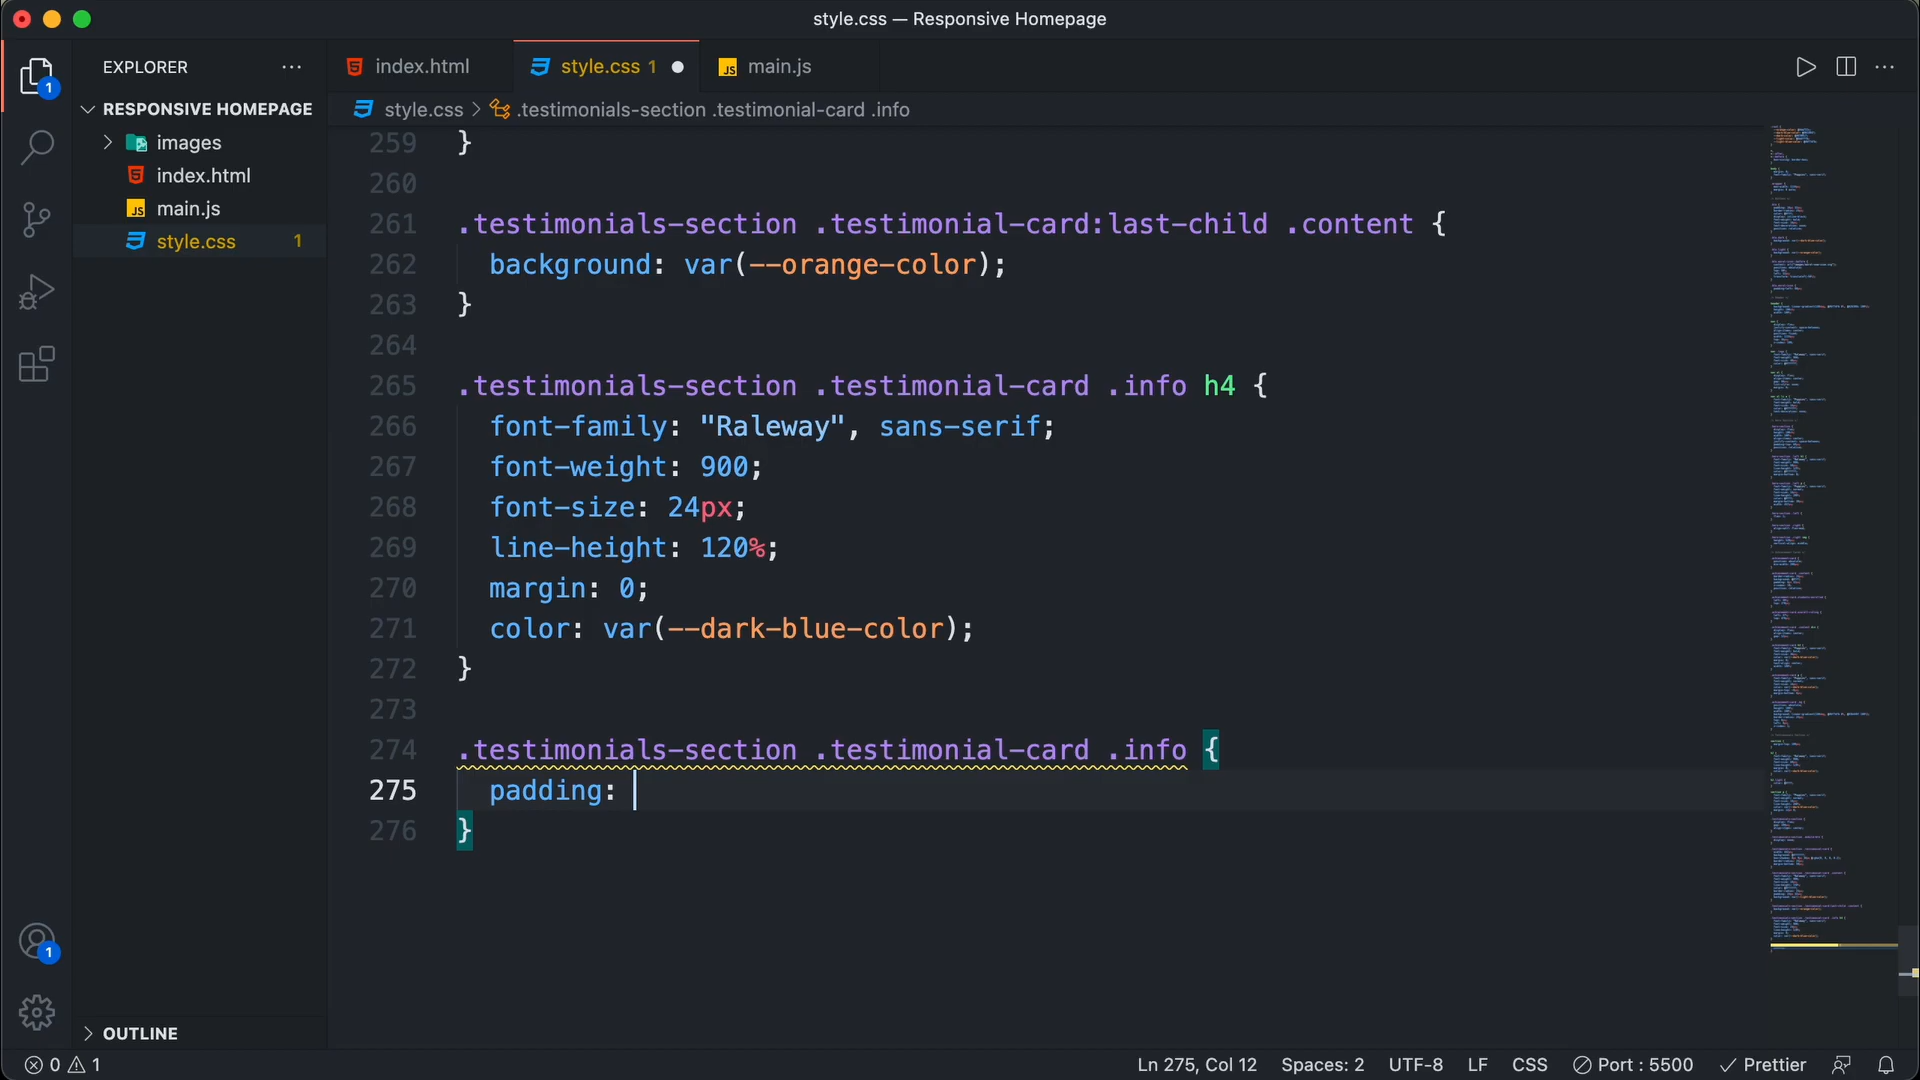 style.css — Responsive Homepage
EXPLORER
index.html
style.css 1
main.js
RESPONSIVE HOMEPAGE
style.css > .testimonials-section .testimonial-card .info
images
index.html
main.js
style.css 1
259 }
260
261 .testimonials-section .testimonial-card:last-child .content {
262 background: var(--orange-color);
263 }
264
265 .testimonials-section .testimonial-card .info h4 {
266 font-family: "Raleway", sans-serif;
267 font-weight: 900;
268 font-size: 24px;
269 line-height: 120%;
270 margin: 0;
271 color: var(--dark-blue-color);
272 }
273
274 .testimonials-section .testimonial-card .info {
275 padding:
276 }
1
1
OUTLINE
0 1
Ln 275, Col 12 Spaces: 2 UTF-8 LF CSS Port : 5500 Prettier